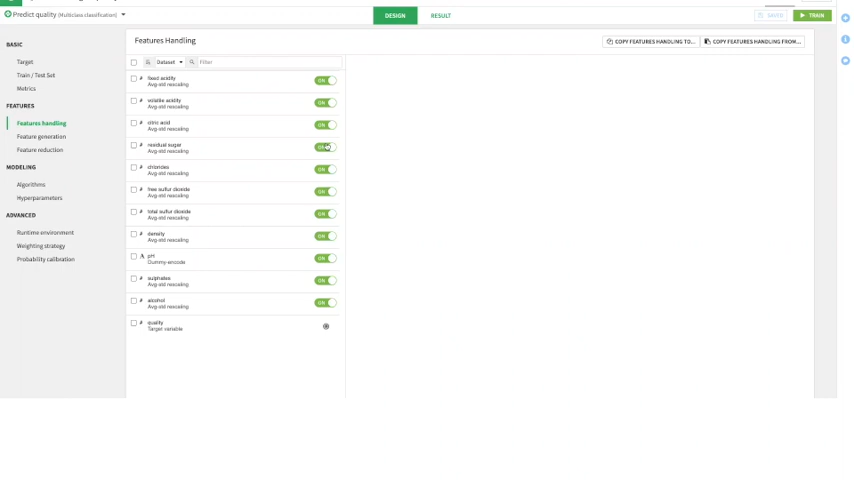 Predict quality (Multiclass classification)
DESIGN
RESULT
SAVED
TRAIN
BASIC
Target
Train / Test Set
Metrics
FEATURES
Features handling
Feature generation
Feature reduction
MODELING
Algorithms
Hyperparameters
ADVANCED
Runtime environment
Weighting strategy
Probability calibration
Features Handling
COPY FEATURES HANDLING TO...
COPY FEATURES HANDLING FROM...
Dataset
Filter
# fixed acidity
Avg-std rescaling
ON
# volatile acidity
Avg-std rescaling
ON
# citric acid
Avg-std rescaling
ON
# residual sugar
Avg-std rescaling
ON
# chlorides
Avg-std rescaling
ON
# free sulfur dioxide
Avg-std rescaling
ON
# total sulfur dioxide
Avg-std rescaling
ON
# density
Avg-std rescaling
ON
A pH
Dummy-encode
ON
# sulphates
Avg-std rescaling
ON
# alcohol
Avg-std rescaling
ON
# quality
Target variable